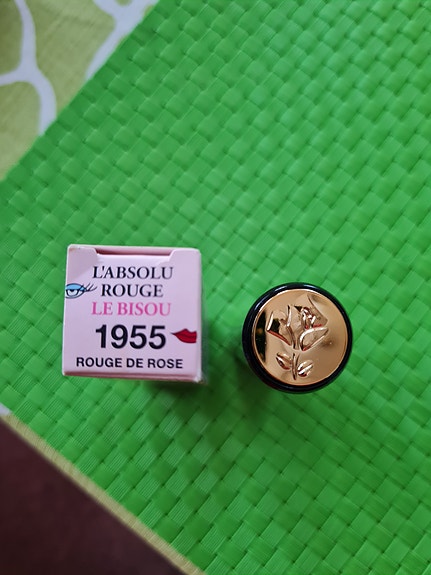 L'ABSOLU
ROUGE
LE BISOU
1955
ROUGE DE ROSE